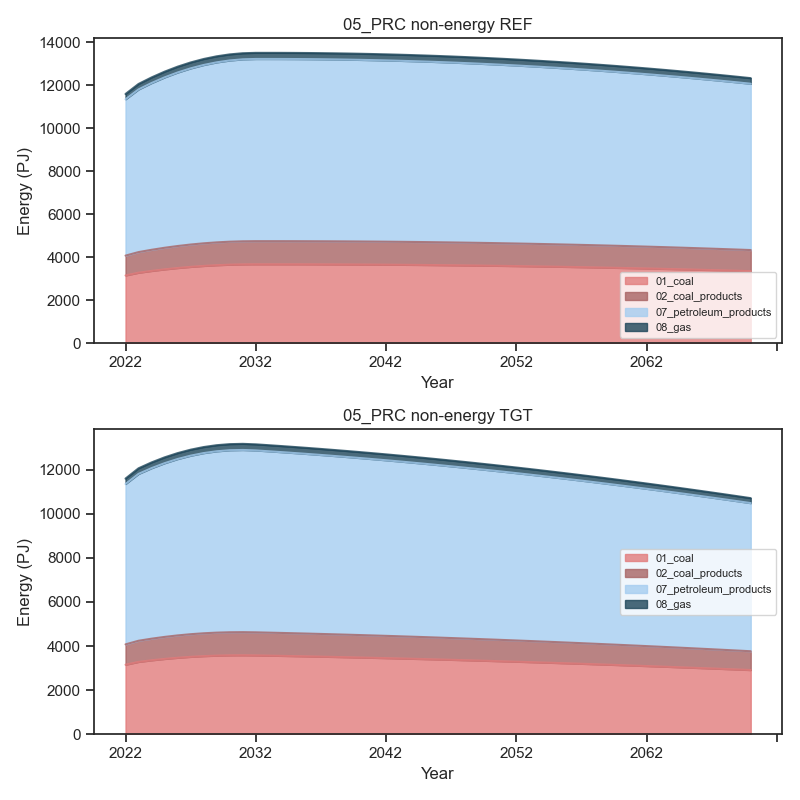 05_PRC non-energy REF
14000
12000
10000
8000
6000
4000
2000
0
Energy (PJ)
01_coal
02_coal_products
07_petroleum_products
08_gas
2022 2032 2042 2052 2062
Year
05_PRC non-energy TGT
12000
10000
8000
6000
4000
2000
0
Energy (PJ)
01_coal
02_coal_products
07_petroleum_products
08_gas
2022 2032 2042 2052 2062
Year